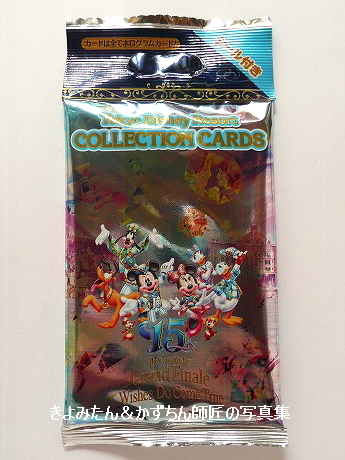 カードは全てホログラムカード！
シール付き
Tokyo Disney Resort
COLLECTION CARDS
15
Grand Finale
Wishes Do Come True
きよみたん＆かずちん師匠の写真集